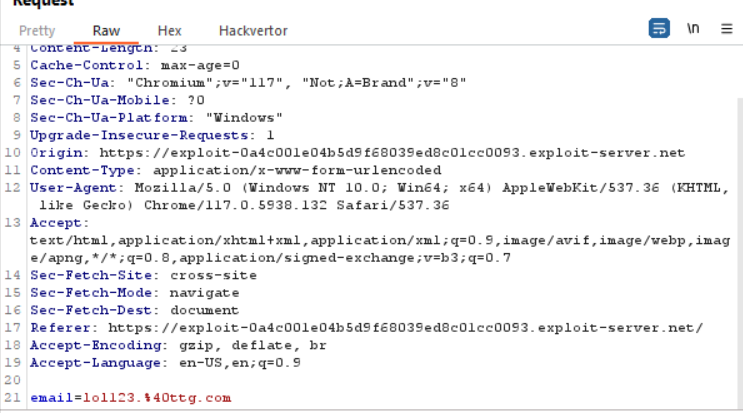 Request
Pretty Raw Hex Hackvertor \n
4 Content-Length: 23
5 Cache-Control: max-age=0
6 Sec-Ch-Ua: "Chromium";v="117", "Not;A=Brand";v="8"
7 Sec-Ch-Ua-Mobile: ?0
8 Sec-Ch-Ua-Platform: "Windows"
9 Upgrade-Insecure-Requests: 1
10 Origin: https://exploit-0a4c001e04b5d9f68039ed8c01cc0093.exploit-server.net
11 Content-Type: application/x-www-form-urlencoded
12 User-Agent: Mozilla/5.0 (Windows NT 10.0; Win64; x64) AppleWebKit/537.36 (KHTML,
like Gecko) Chrome/117.0.5938.132 Safari/537.36
13 Accept:
text/html,application/xhtml+xml,application/xml;q=0.9,image/avif,image/webp,imag
e/apng,*/*;q=0.8,application/signed-exchange;v=b3;q=0.7
14 Sec-Fetch-Site: cross-site
15 Sec-Fetch-Mode: navigate
16 Sec-Fetch-Dest: document
17 Referer: https://exploit-0a4c001e04b5d9f68039ed8c01cc0093.exploit-server.net/
18 Accept-Encoding: gzip, deflate, br
19 Accept-Language: en-US,en;q=0.9
20
21 email=lol123.%40ttg.com